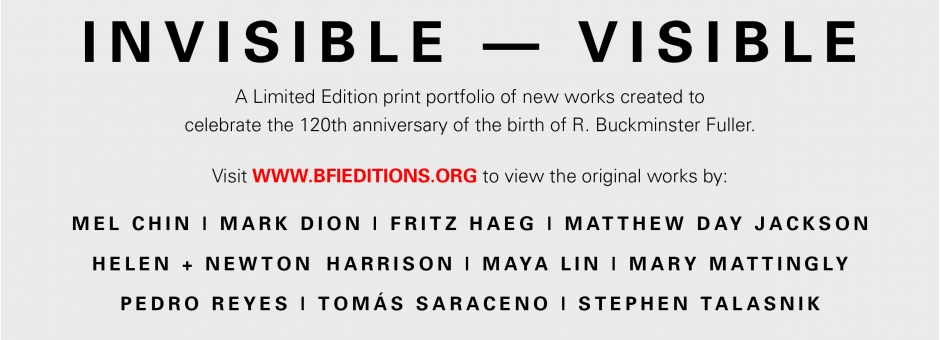 INVISIBLE — VISIBLE
A Limited Edition print portfolio of new works created to
celebrate the 120th anniversary of the birth of R. Buckminster Fuller.
Visit WWW.BFIEDITIONS.ORG to view the original works by:
MEL CHIN | MARK DION | FRITZ HAEG | MATTHEW DAY JACKSON
HELEN + NEWTON HARRISON | MAYA LIN | MARY MATTINGLY
PEDRO REYES | TOMÁS SARACENO | STEPHEN TALASNIK